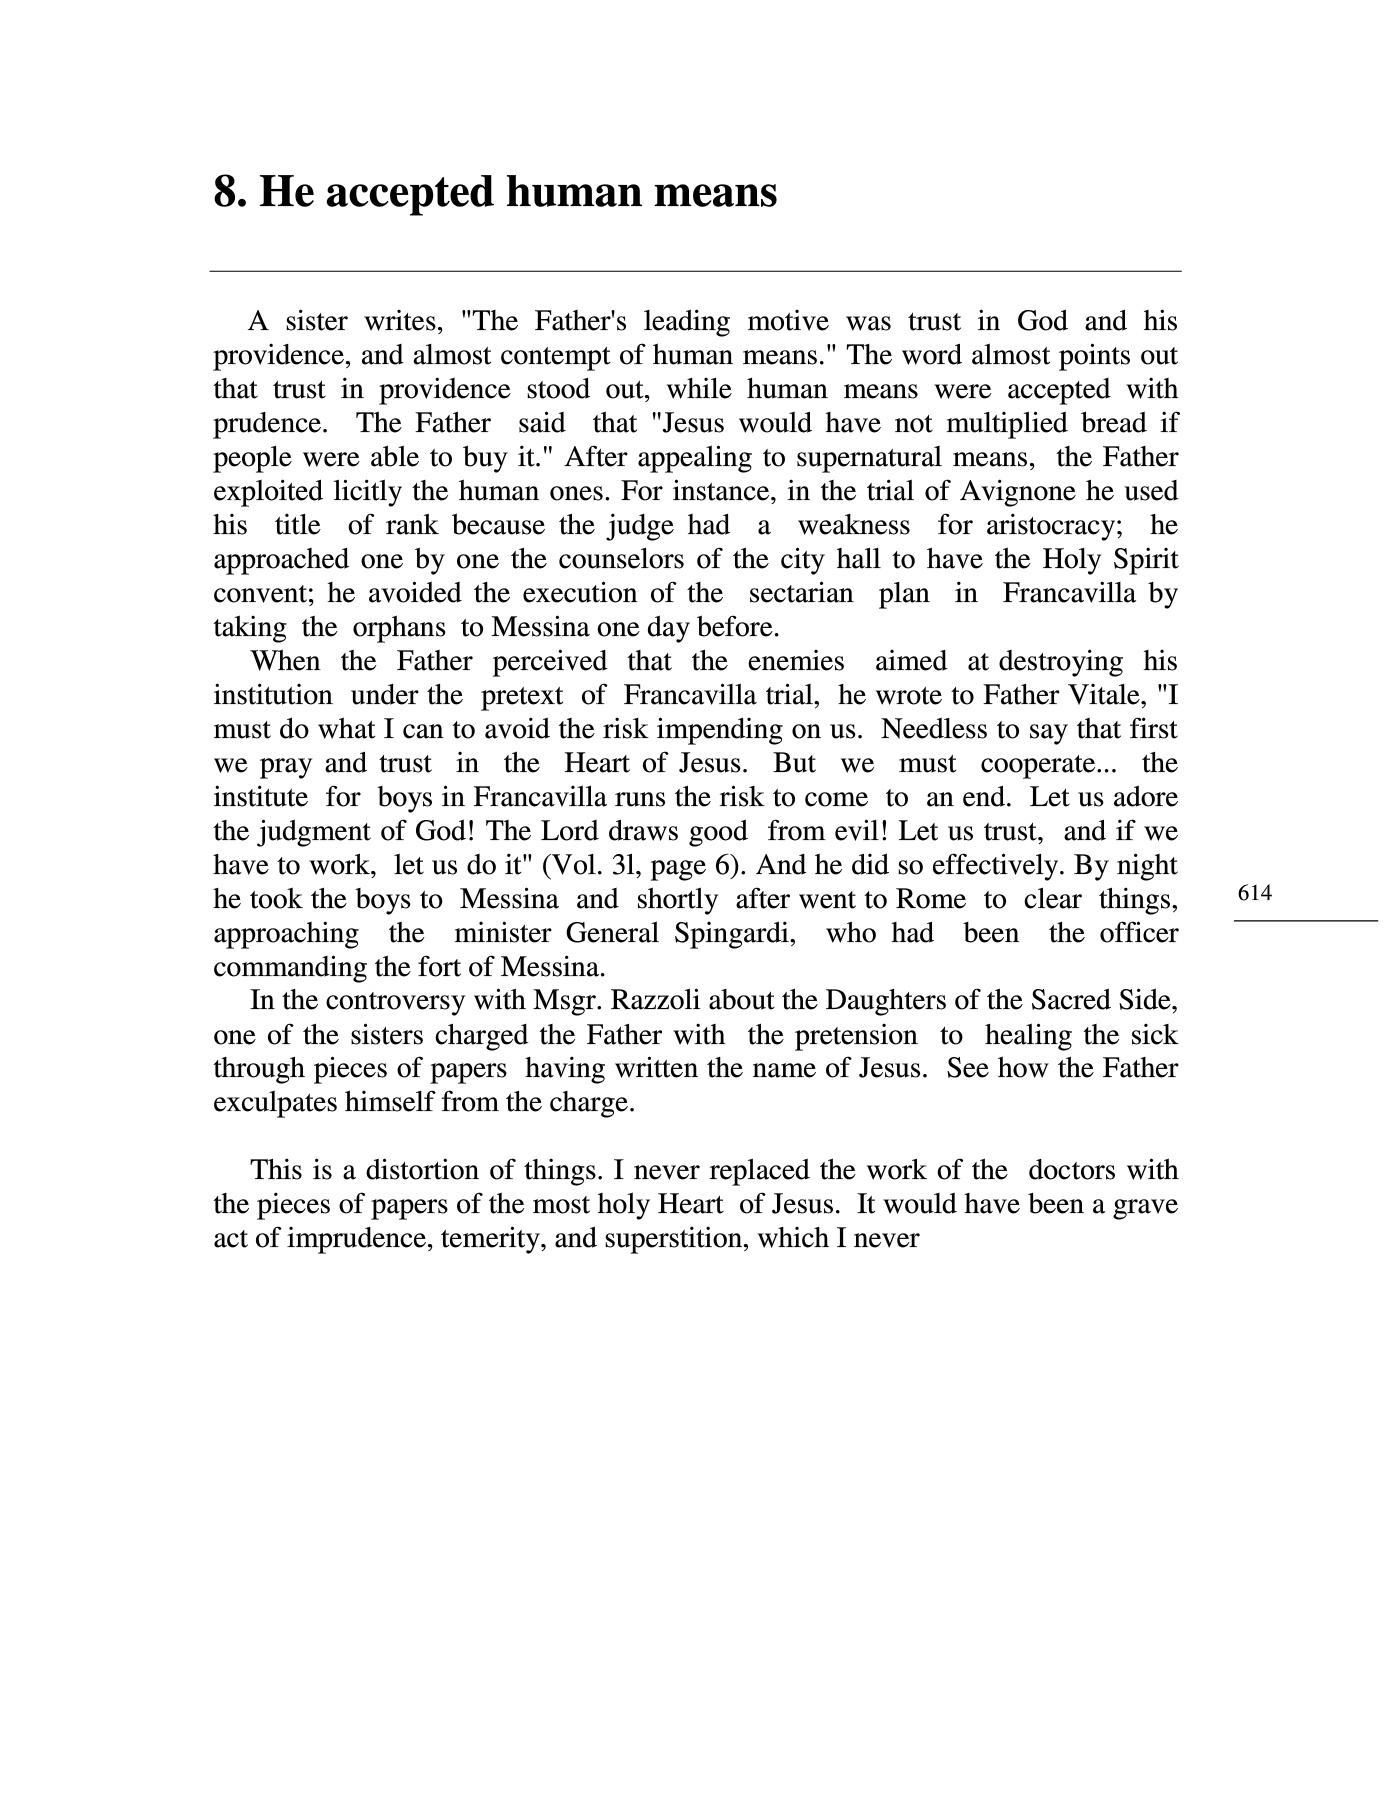 8. He accepted human means
A sister writes, "The Father's leading motive was trust in God and his
providence, and almost contempt of human means." The word almost points out
that trust in providence stood out, while human means were accepted with
prudence. The Father said that "Jesus would have not multiplied bread if
people were able to buy it." After appealing to supernatural means, the Father
exploited licitly the human ones. For instance, in the trial of Avignone he used
his title of rank because the judge had a weakness for aristocracy; he
approached one by one the counselors of the city hall to have the Holy Spirit
convent; he avoided the execution of the sectarian plan in Francavilla by
taking the orphans to Messina one day before.
When the Father perceived that the enemies aimed at destroying his
institution under the pretext of Francavilla trial, he wrote to Father Vitale, "I
must do what I can to avoid the risk impending on us. Needless to say that first
we pray and trust in the Heart of Jesus. But we must cooperate... the
institute for boys in Francavilla runs the risk to come to an end. Let us adore
the judgment of God! The Lord draws good from evil! Let us trust, and if we
have to work, let us do it" (Vol. 3l, page 6). And he did so effectively. By night
he took the boys to Messina and shortly after went to Rome to clear things,
approaching the minister General Spingardi, who had been the officer
commanding the fort of Messina.
In the controversy with Msgr. Razzoli about the Daughters of the Sacred Side,
one of the sisters charged the Father with the pretension to healing the sick
through pieces of papers having written the name of Jesus. See how the Father
exculpates himself from the charge.
This is a distortion of things. I never replaced the work of the doctors with
the pieces of papers of the most holy Heart of Jesus. It would have been a grave
act of imprudence, temerity, and superstition, which I never
614